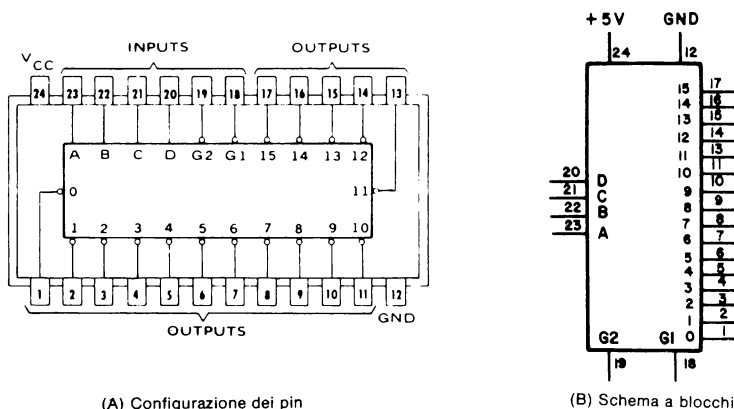 INPUTS OUTPUTS
V CC
24 23 22 21 20 19 18 17 16 15 14 13
A B C D G2 G1 15 14 13 12
0 11
1 2 3 4 5 6 7 8 9 10
1 2 3 4 5 6 7 8 9 10 11 12
GND
OUTPUTS
(A) Configurazione dei pin
+5V GND
24 12
15 17
14 16
13 15
12 14
11 13
10 11
9 10
8 9
7 8
6 7
5 6
4 5
3 4
2 3
1 2
0 1
20 D
21 C
22 B
23 A
G2 G1
19 18
(B) Schema a blocchi